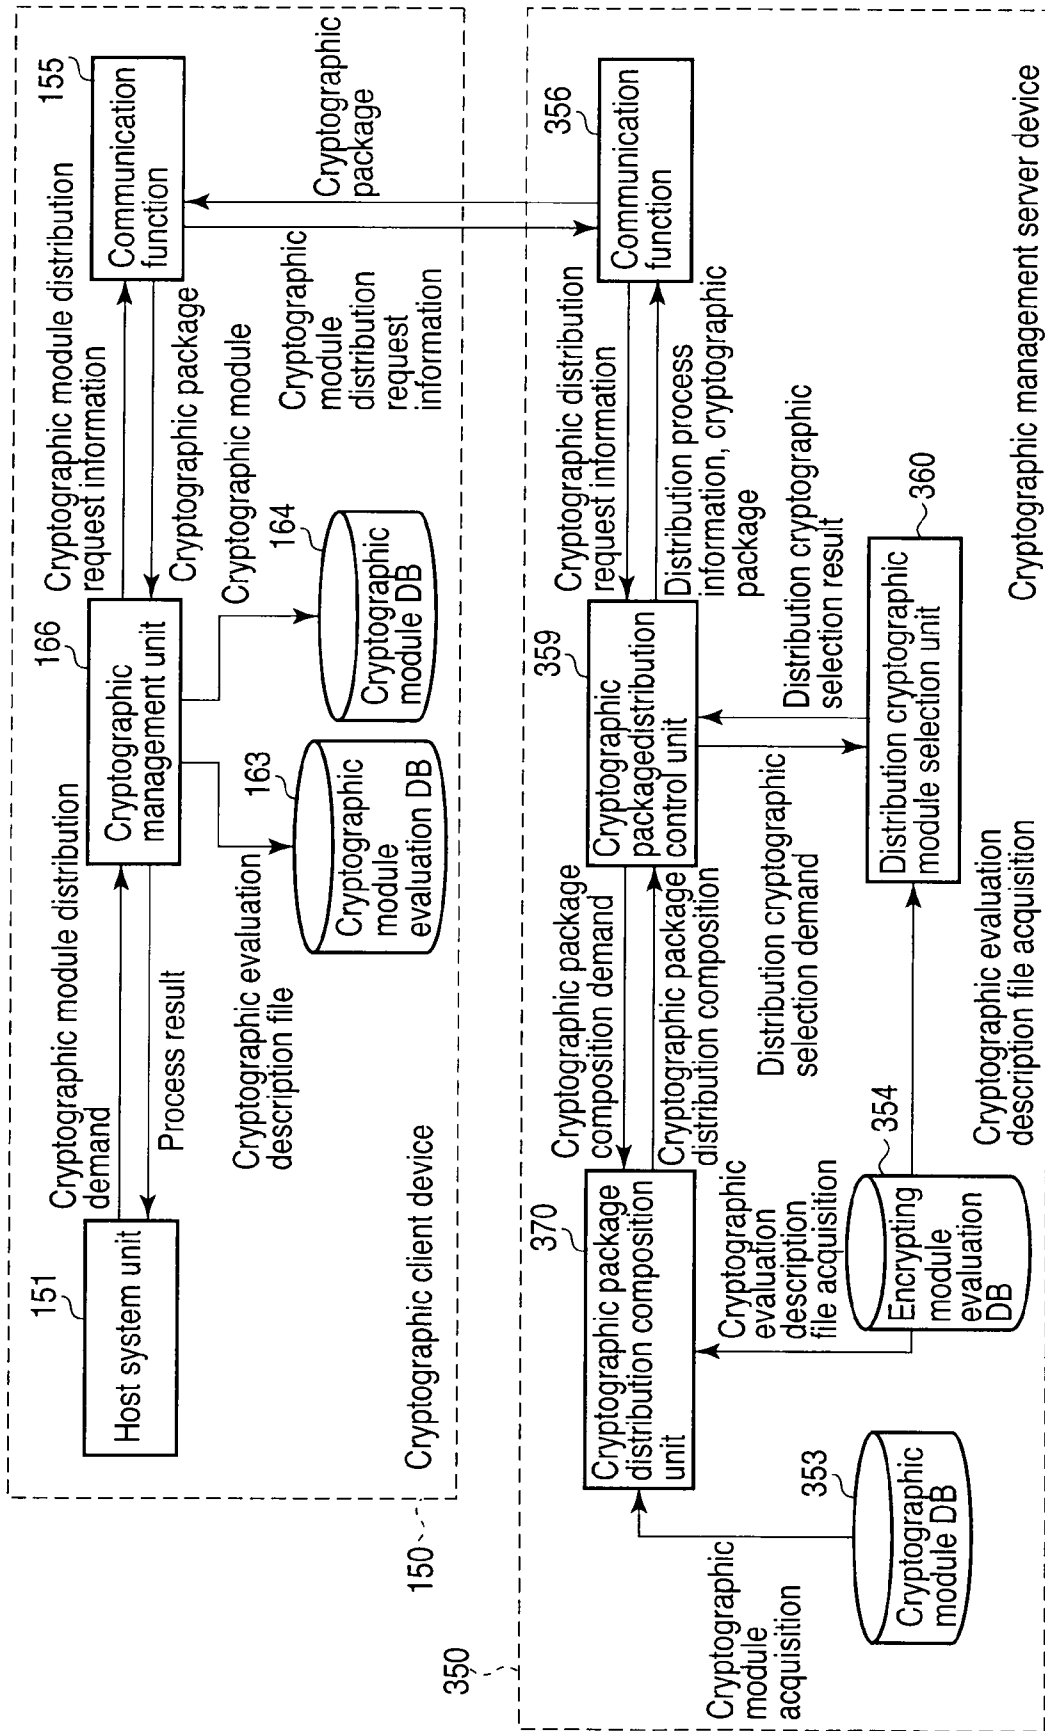 151
Host system unit
Cryptographic module distribution
demand
Process result
166
Cryptographic
management unit
Cryptographic module distribution
request information
Cryptographic package
155
Communication
function
Cryptographic evaluation
description file
163
Cryptographic
module
evaluation DB
Cryptographic module
164
Cryptographic
module DB
Cryptographic client device
150
Cryptographic
module
distribution
request
information
Cryptographic
package
350
370
Cryptographic package
distribution composition
unit
Cryptographic package
composition demand
Cryptographic package
distribution composition
359
Cryptographic
packagedistribution
control unit
Cryptographic distribution
request information
Distribution process
information, cryptographic
package
356
Communication
function
Cryptographic
module
acquisition
353
Cryptographic
module DB
Cryptographic
evaluation
description
file acquisition
354
Encrypting
module
evaluation
DB
Distribution cryptographic
selection demand
Distribution cryptographic
selection result
360
Distribution cryptographic
module selection unit
Cryptographic evaluation
description file acquisition
Cryptographic management server device